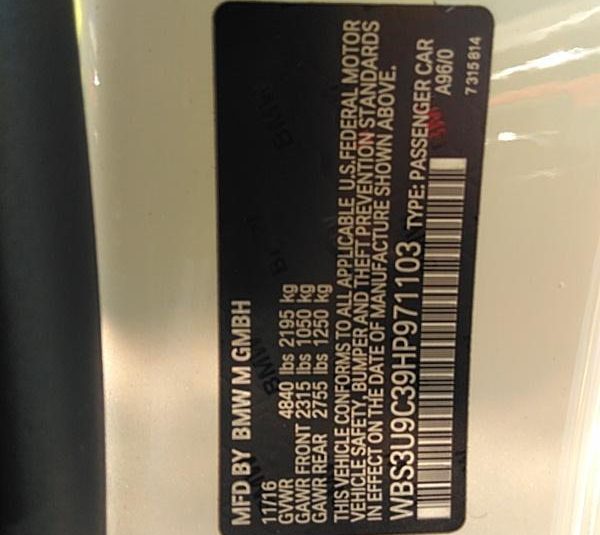 MFD BY BMW M GMBH
11/16
GVWR 4840 lbs 2195 kg
GAWR FRONT 2315 lbs 1050 kg
GAWR REAR 2755 lbs 1250 kg
THIS VEHICLE CONFORMS TO ALL APPLICABLE U.S.FEDERAL MOTOR
VEHICLE SAFETY, BUMPER AND THEFT PREVENTION STANDARDS
IN EFFECT ON THE DATE OF MANUFACTURE SHOWN ABOVE.
WBS3U9C39HP971103 TYPE: PASSENGER CAR
A96/0
7 315 814